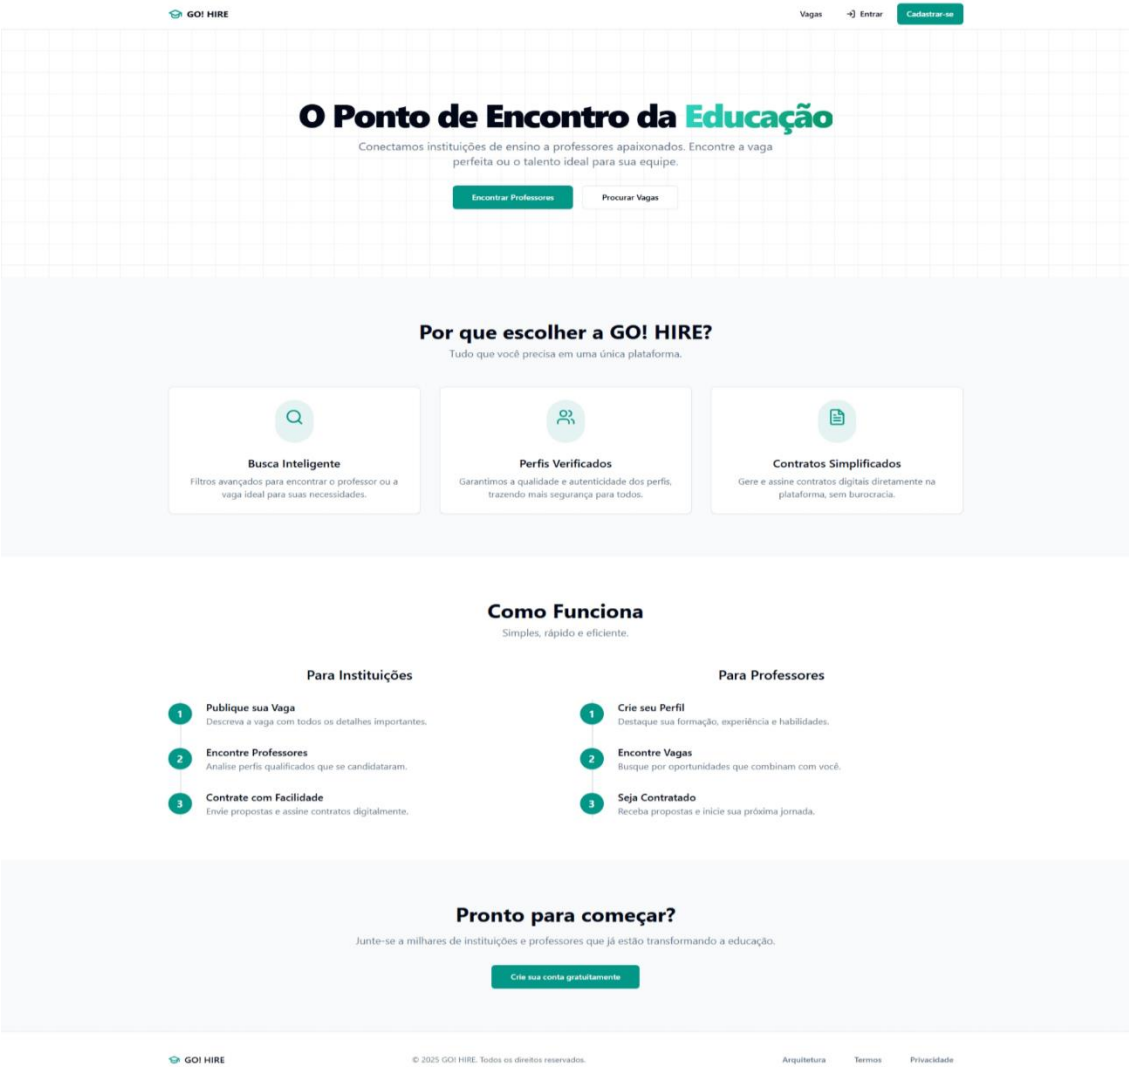 GO! HIRE
Vagas
Entrar
Cadastrar-se
O Ponto de Encontro da Educação
Conectamos instituições de ensino a professores apaixonados. Encontre a vaga
perfeita ou o talento ideal para sua equipe.
Encontrar Professores
Procurar Vagas
Por que escolher a GO! HIRE?
Tudo que você precisa em uma única plataforma.
Busca Inteligente
Filtros avançados para encontrar o professor ou a
vaga ideal para suas necessidades.
Perfis Verificados
Garantimos a qualidade e autenticidade dos perfis,
trazendo mais segurança para todos.
Contratos Simplificados
Gere e assine contratos digitais diretamente na
plataforma, sem burocracia.
Como Funciona
Simples, rápido e eficiente.
Para Instituições
1
Publique sua Vaga
Descreva a vaga com todos os detalhes importantes.
2
Encontre Professores
Analise perfis qualificados que se candidataram.
3
Contrate com Facilidade
Envie propostas e assine contratos digitalmente.
Para Professores
1
Crie seu Perfil
Destaque sua formação, experiência e habilidades.
2
Encontre Vagas
Busque por oportunidades que combinam com você.
3
Seja Contratado
Receba propostas e inicie sua próxima jornada.
Pronto para começar?
Junte-se a milhares de instituições e professores que já estão transformando a educação.
Crie sua conta gratuitamente
GO! HIRE
© 2025 GO! HIRE. Todos os direitos reservados.
Arquitetura
Termos
Privacidade